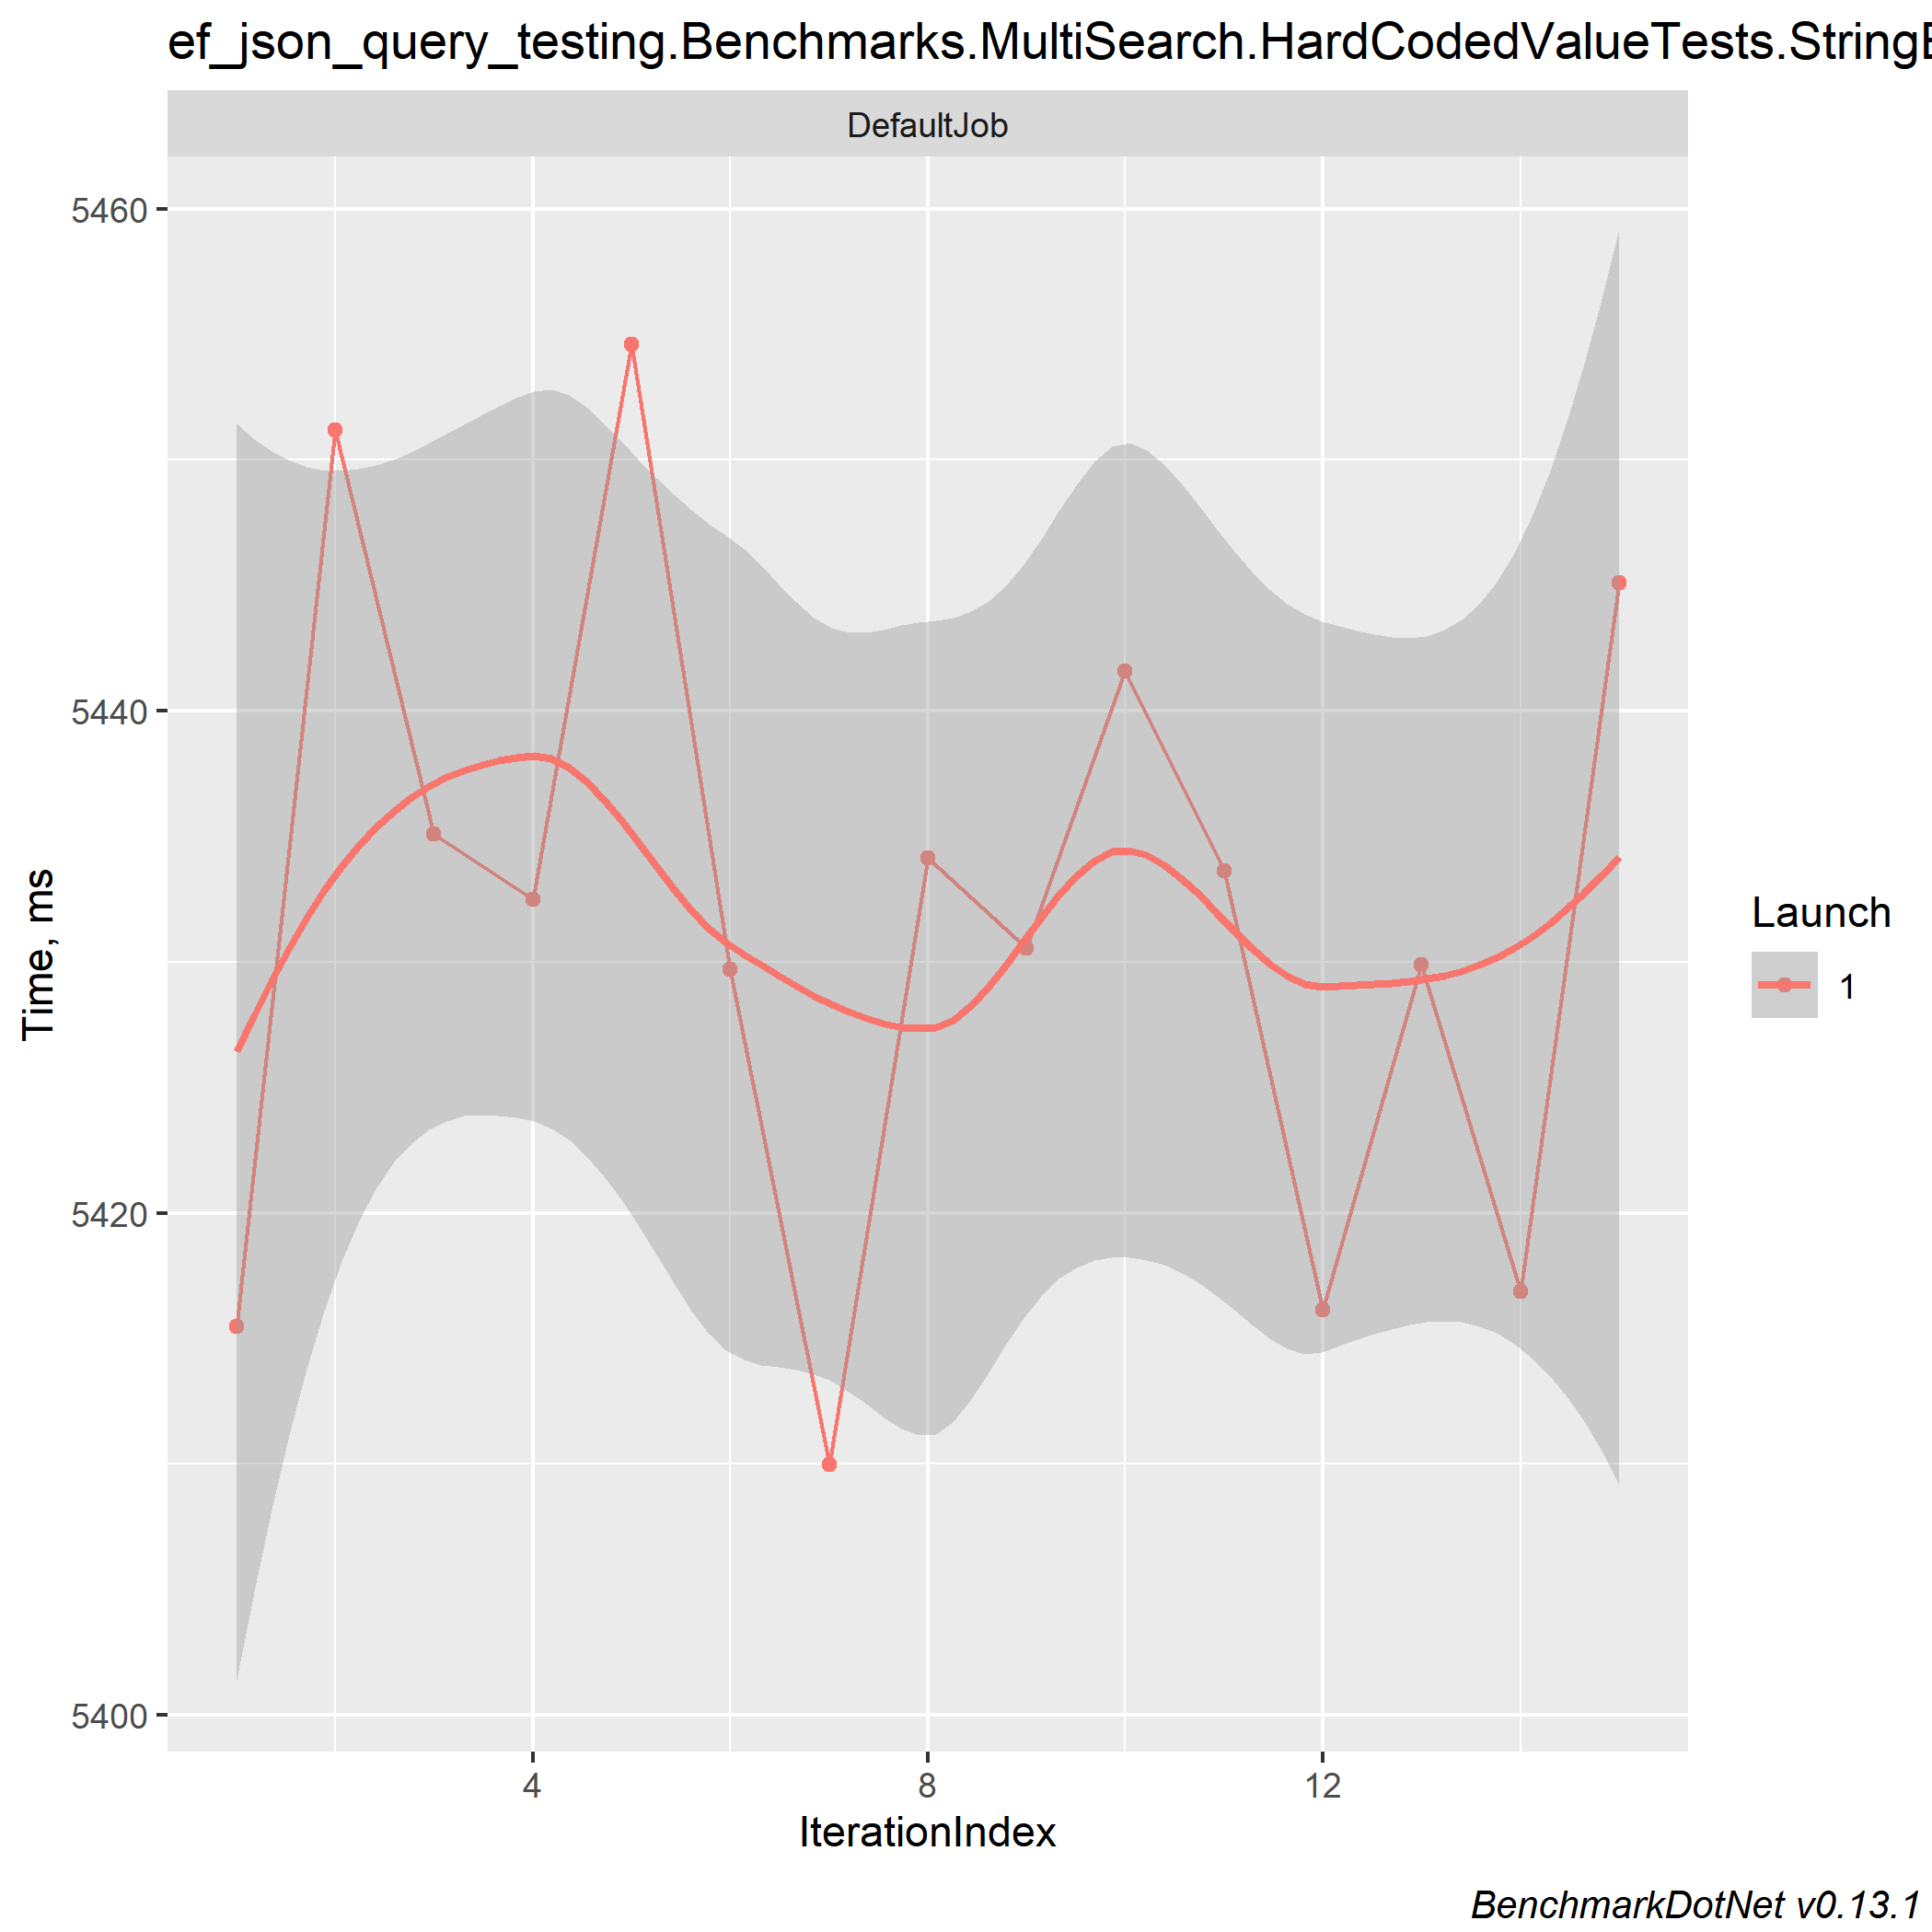 ef_json_query_testing.Benchmarks.MultiSearch.HardCodedValueTests.String
DefaultJob
5460
5440
5420
5400
Time, ms
4
8
12
IterationIndex
Launch
1
BenchmarkDotNet v0.13.1